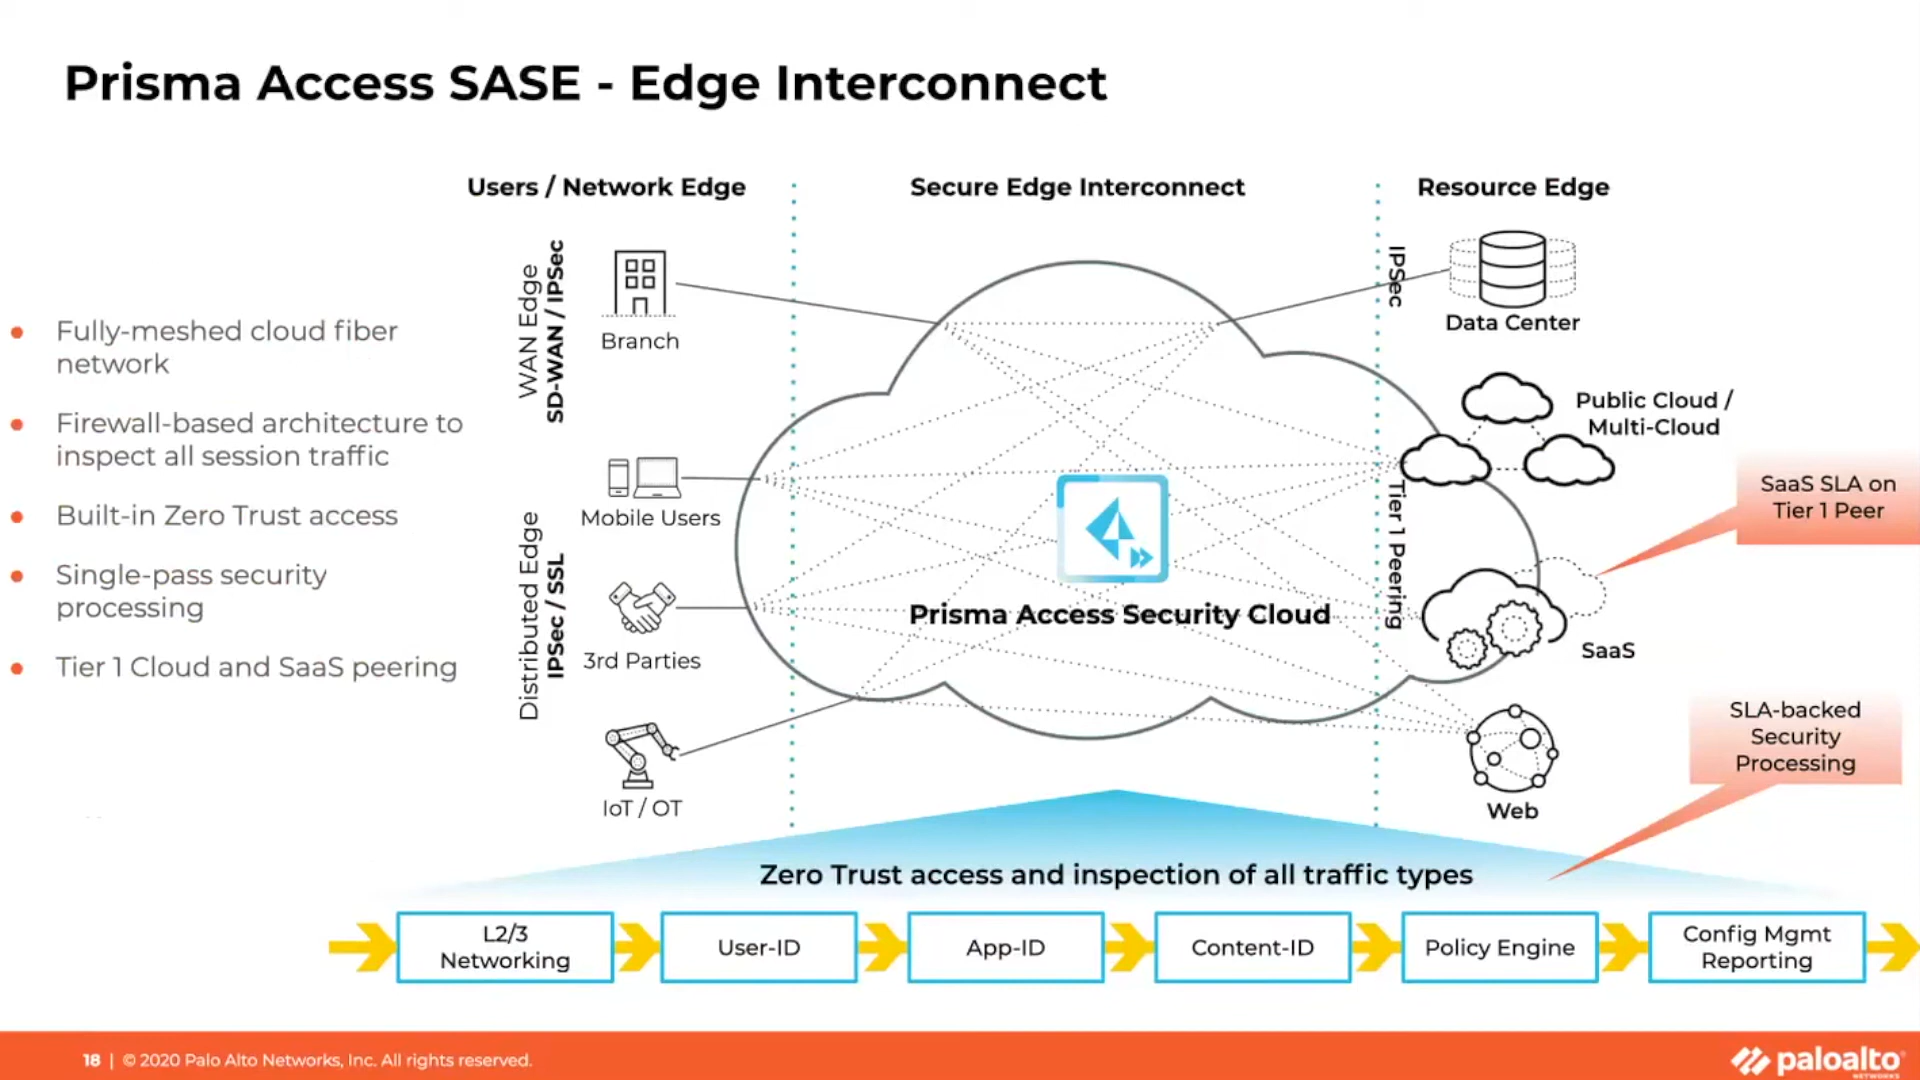 Prisma Access SASE - Edge Interconnect
Users / Network Edge
Secure Edge Interconnect
Resource Edge
Fully-meshed cloud fiber
network
Firewall-based architecture to
inspect all session traffic
Built-in Zero Trust access
Single-pass security
processing
Tier 1 Cloud and SaaS peering
WAN Edge
SD-WAN / IPSec
Branch
Mobile Users
Distributed Edge
IPSec / SSL
3rd Parties
IoT / OT
Prisma Access Security Cloud
IPSec
Tier 1 Peering
Data Center
Public Cloud /
Multi-Cloud
SaaS
Web
SaaS SLA on
Tier 1 Peer
SLA-backed
Security
Processing
Zero Trust access and inspection of all traffic types
L2/3
Networking
User-ID
App-ID
Content-ID
Policy Engine
Config Mgmt
Reporting
18 | © 2020 Palo Alto Networks, Inc. All rights reserved.
paloalto
NETWORKS